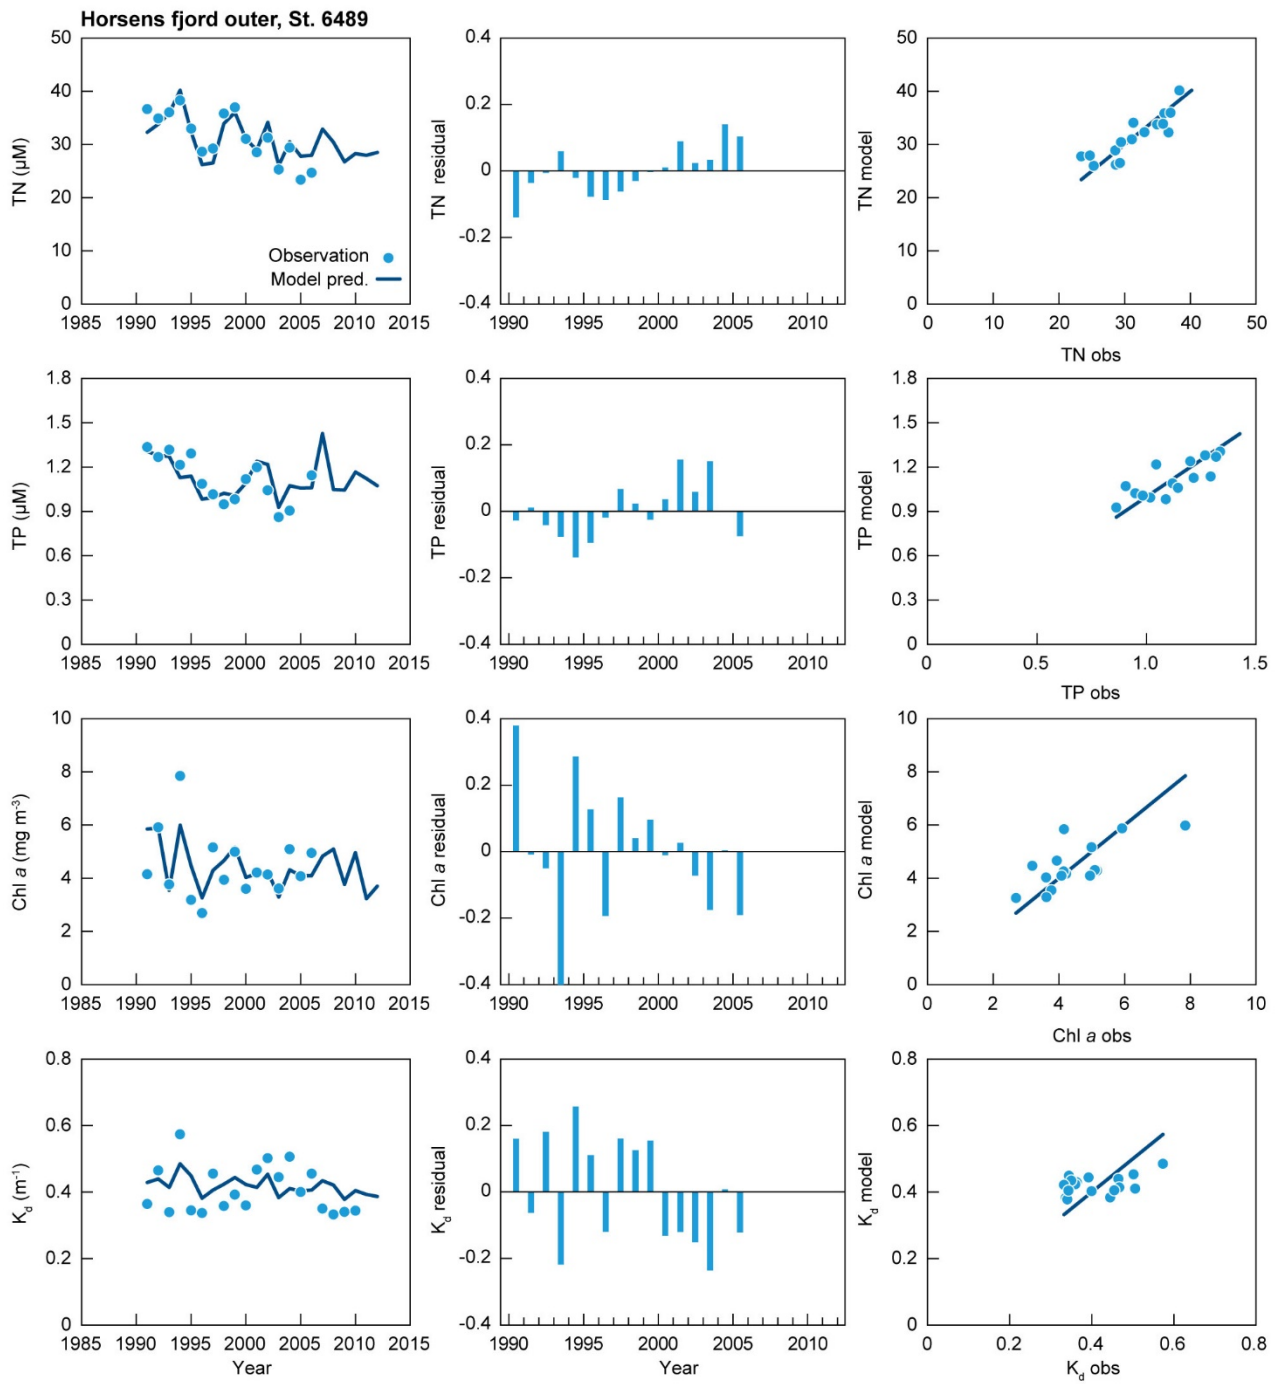 Horsens fjord outer, St. 6489
50
40
30
20
10
0
TN (µM)
Observation
Model pred.
1985 1990 1995 2000 2005 2010 2015
0.4
0.2
0
-0.2
-0.4
TN residual
1990 1995 2000 2005 2010
50
40
30
20
10
0
TN model
0 10 20 30 40 50
TN obs
1.8
1.5
1.2
0.9
0.6
0.3
0
TP (µM)
1985 1990 1995 2000 2005 2010 2015
0.4
0.2
0
-0.2
-0.4
TP residual
1990 1995 2000 2005 2010
1.8
1.5
1.2
0.9
0.6
0.3
0
TP model
0 0.5 1.0 1.5
TP obs
10
8
6
4
2
0
Chl a (mg m⁻³)
1985 1990 1995 2000 2005 2010 2015
0.4
0.2
0
-0.2
-0.4
Chl a residual
1990 1995 2000 2005 2010
10
8
6
4
2
0
Chl a model
0 2 4 6 8 10
Chl a obs
0.8
0.6
0.4
0.2
0
K_d (m⁻¹)
1985 1990 1995 2000 2005 2010 2015
Year
0.4
0.2
0
-0.2
-0.4
K_d residual
1990 1995 2000 2005 2010
Year
0.8
0.6
0.4
0.2
0
K_d model
0 0.2 0.4 0.6 0.8
K_d obs